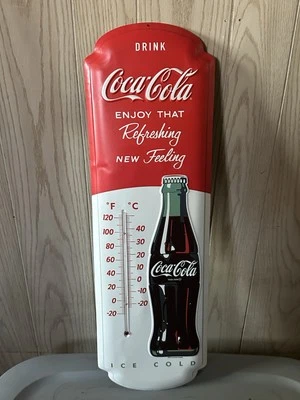 DRINK
Coca-Cola
ENJOY THAT
Refreshing
NEW Feeling
°F °C
120
100 40
80 30
60 20
40 10
20 0
0 -10
-20 -20
Coca-Cola
ICE COLD